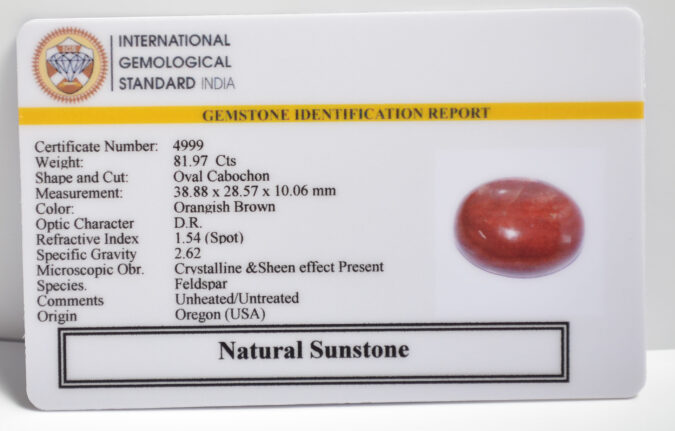 INTERNATIONAL
GEMOLOGICAL
STANDARD INDIA
GEMSTONE IDENTIFICATION REPORT
Certificate Number: 4999
Weight: 81.97 Cts
Shape and Cut: Oval Cabochon
Measurement: 38.88 x 28.57 x 10.06 mm
Color: Orangish Brown
Optic Character D.R.
Refractive Index 1.54 (Spot)
Specific Gravity 2.62
Microscopic Obr. Crystalline &Sheen effect Present
Species. Feldspar
Comments Unheated/Untreated
Origin Oregon (USA)
Natural Sunstone